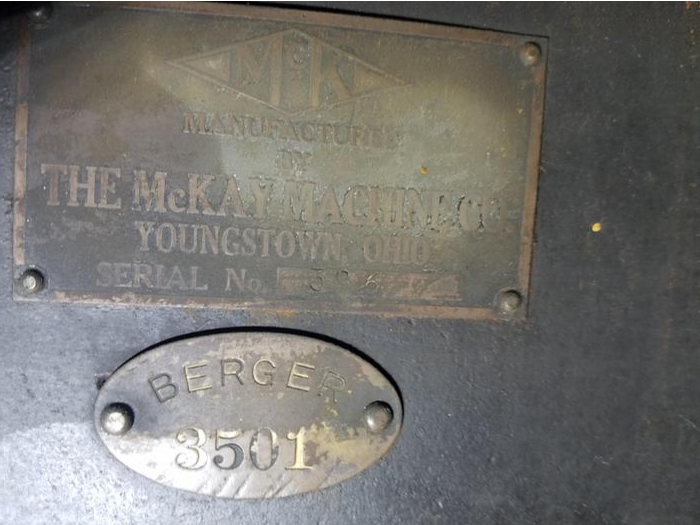 McK
MANUFACTURED
BY
THE McKAY MACHINE CO.
YOUNGSTOWN, OHIO
SERIAL No.
BERGER
3501